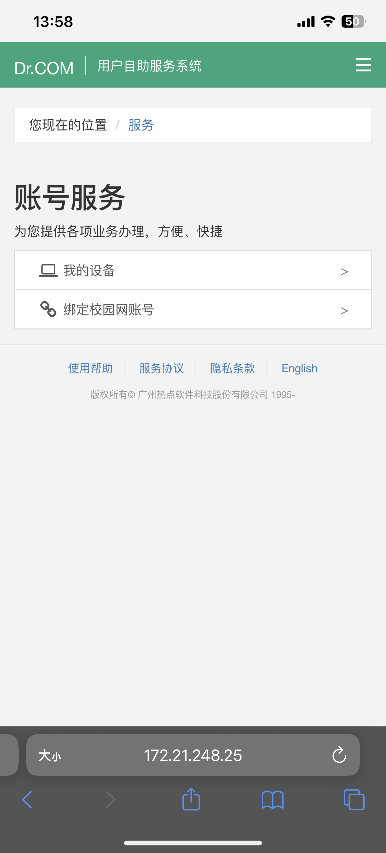 13:58
50
Dr.COM
用户自助服务系统
您现在的位置 / 服务
账号服务
为您提供各项业务办理，方便、快捷
我的设备 >
绑定校园网账号 >
使用帮助 服务协议 隐私条款 English
版权所有© 广州热点软件科技股份有限公司 1995-
大小 172.21.248.25